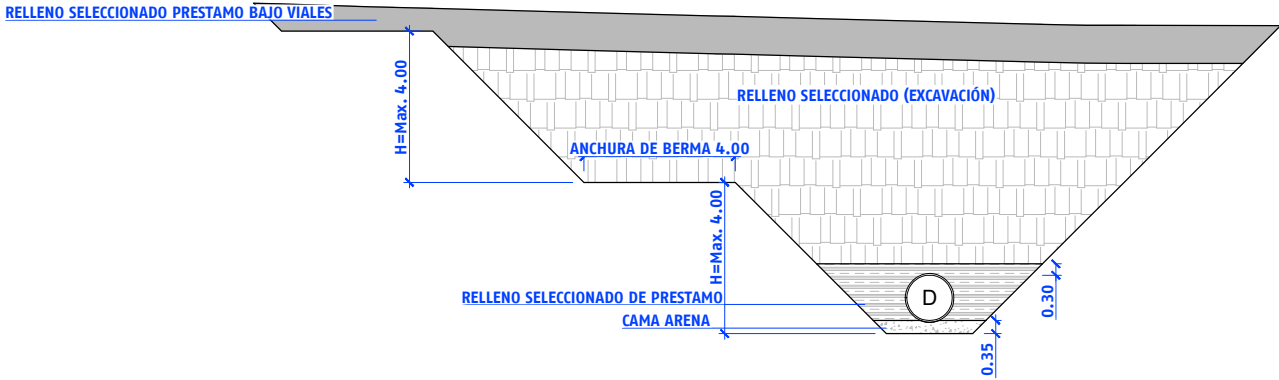 RELLENO SELECCIONADO PRESTAMO BAJO VIALES
H=Max. 4.00
RELLENO SELECCIONADO (EXCAVACIÓN)
ANCHURA DE BERMA 4.00
H=Max. 4.00
RELLENO SELECCIONADO DE PRESTAMO
D
0.30
CAMA ARENA
0.35